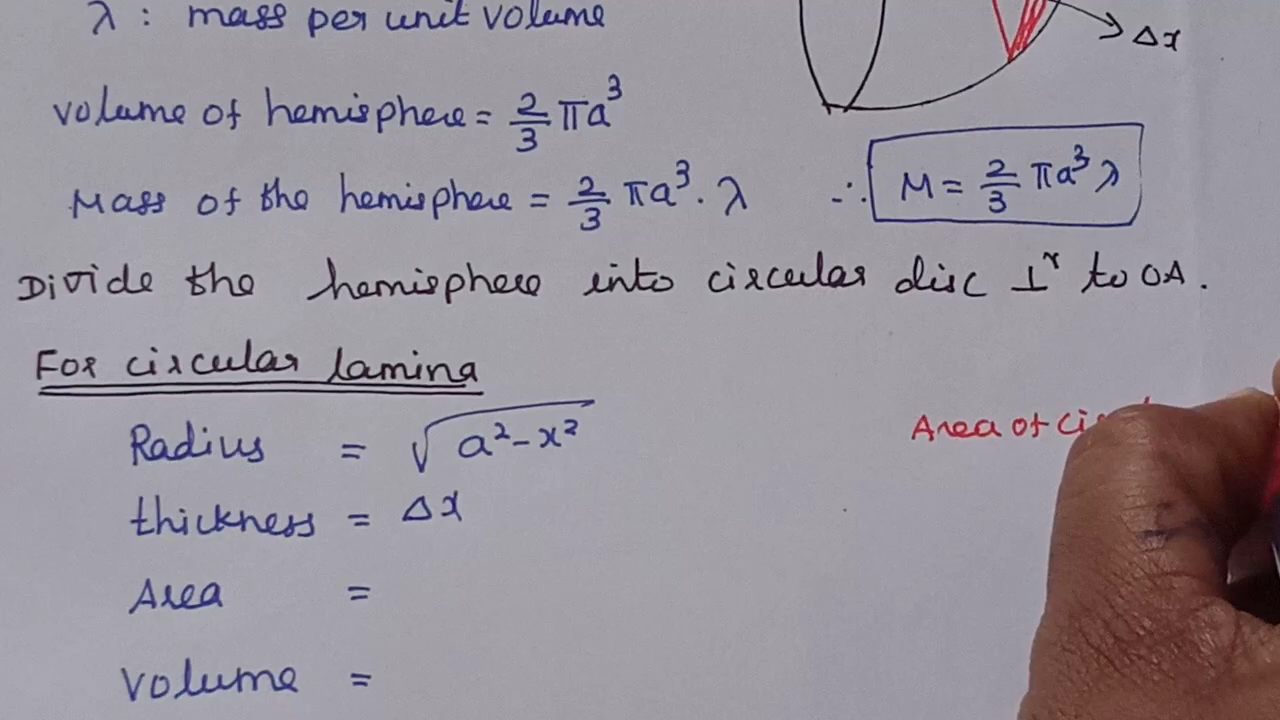 λ : mass per unit volume
Δx
volume of hemisphere = 2/3 πa³
Mass of the hemisphere = 2/3 πa³ . λ ∴ M = 2/3 πa³ λ
Divide the hemisphere into circular disc ⊥ʳ to OA.
For circular lamina
Radius = √a²-x²
Area of
thickness = Δx
Area =
volume =